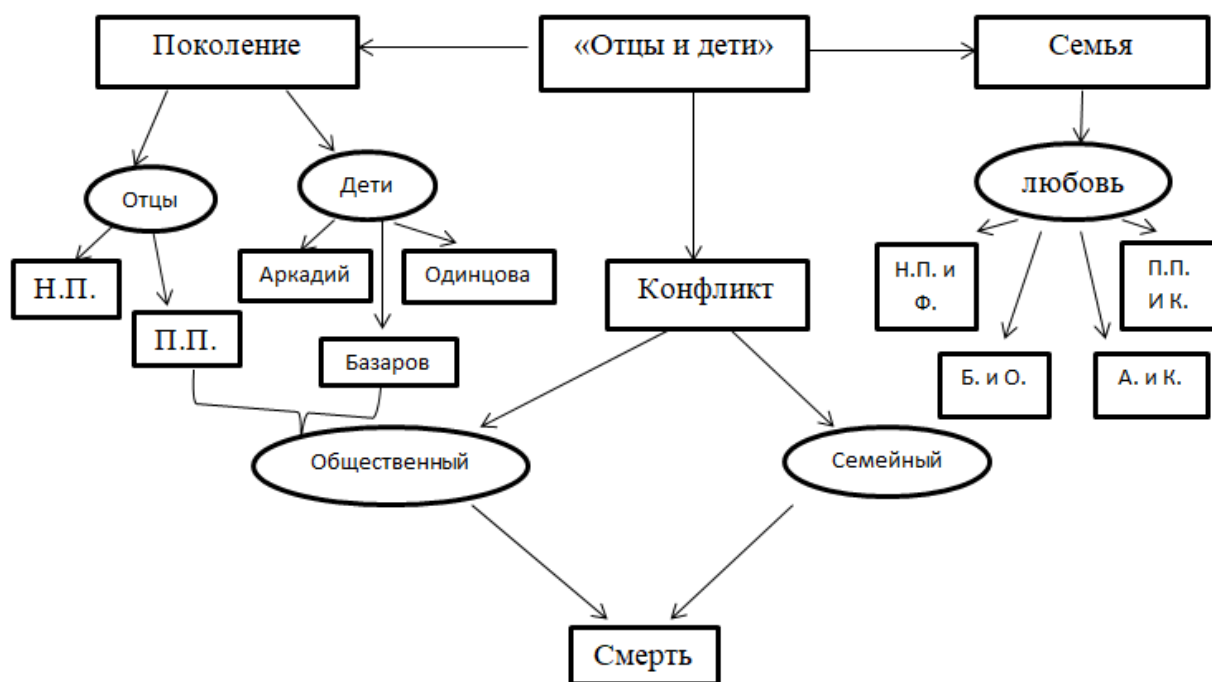 Поколение
«Отцы и дети»
Семья
Отцы
Дети
любовь
Н.П.
Аркадий
Одинцова
Конфликт
Н.П. и
Ф.
П.П.
И К.
П.П.
Базаров
Б. и О.
А. и К.
Общественный
Семейный
Смерть